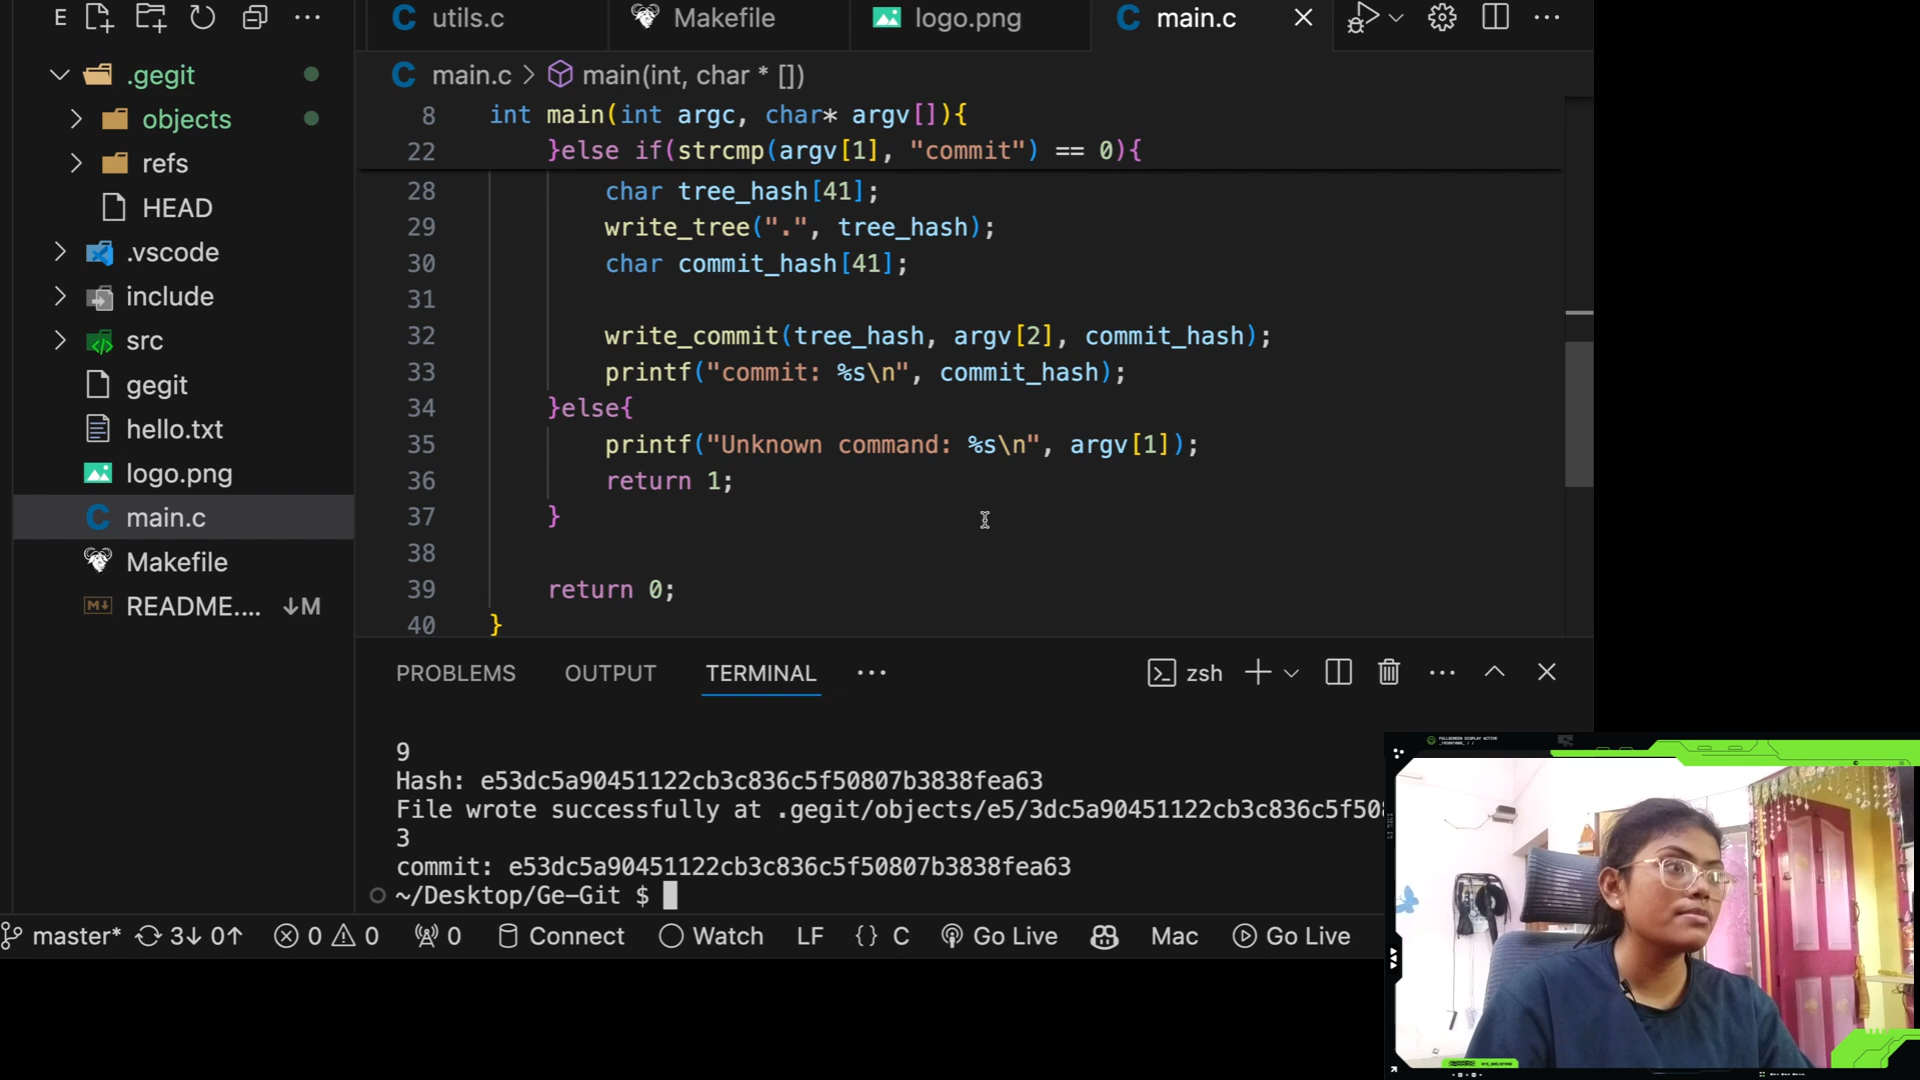 E
utils.c
Makefile
logo.png
main.c
.gegit
objects
refs
HEAD
.vscode
include
src
gegit
hello.txt
logo.png
main.c
Makefile
README.... ↓M
main.c > main(int, char * [])
8 int main(int argc, char* argv[]){
22 }else if(strcmp(argv[1], "commit") == 0){
28 char tree_hash[41];
29 write_tree(".", tree_hash);
30 char commit_hash[41];
31
32 write_commit(tree_hash, argv[2], commit_hash);
33 printf("commit: %s\n", commit_hash);
34 }else{
35 printf("Unknown command: %s\n", argv[1]);
36 return 1;
37 }
38
39 return 0;
40 }
PROBLEMS OUTPUT TERMINAL ... zsh
9
Hash: e53dc5a90451122cb3c836c5f50807b3838fea63
File wrote successfully at .gegit/objects/e5/3dc5a90451122cb3c836c5f50
3
commit: e53dc5a90451122cb3c836c5f50807b3838fea63
~/Desktop/Ge-Git $
master* 3↓ 0↑ 0 0 0 Connect Watch LF {} C Go Live Mac Go Live